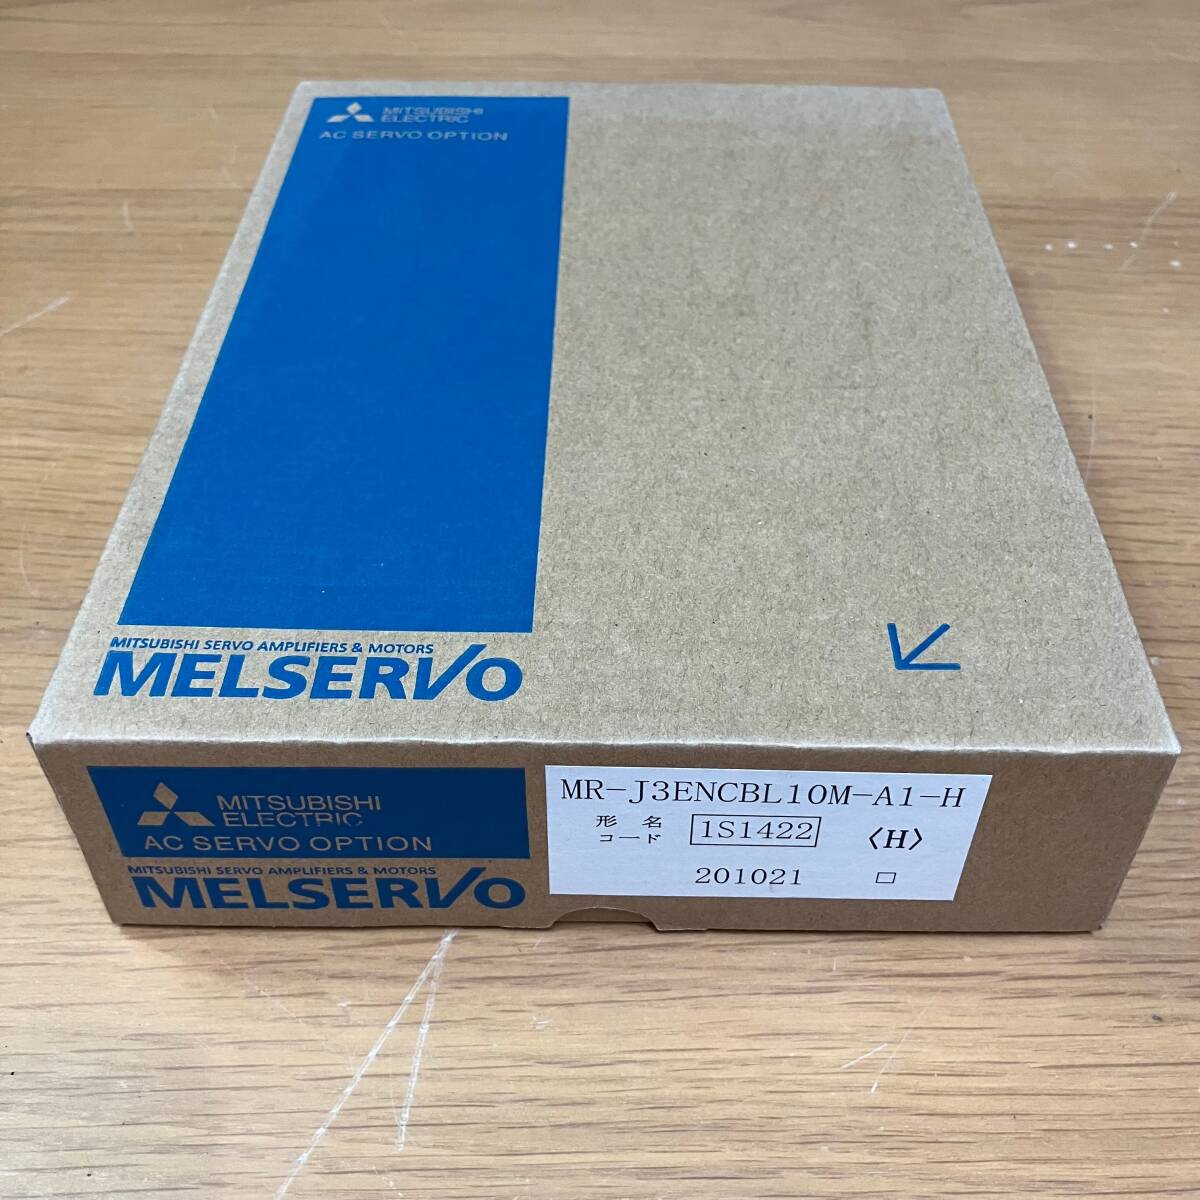 MITSUBISHI
ELECTRIC
AC SERVO OPTION
MITSUBISHI SERVO AMPLIFIERS & MOTORS
MELSERVO
MITSUBISHI
ELECTRIC
AC SERVO OPTION
MITSUBISHI SERVO AMPLIFIERS & MOTORS
MELSERVO
MR-J3ENCBL10M-A1-H
形 名
コード 1S1422 〈H〉
201021 □